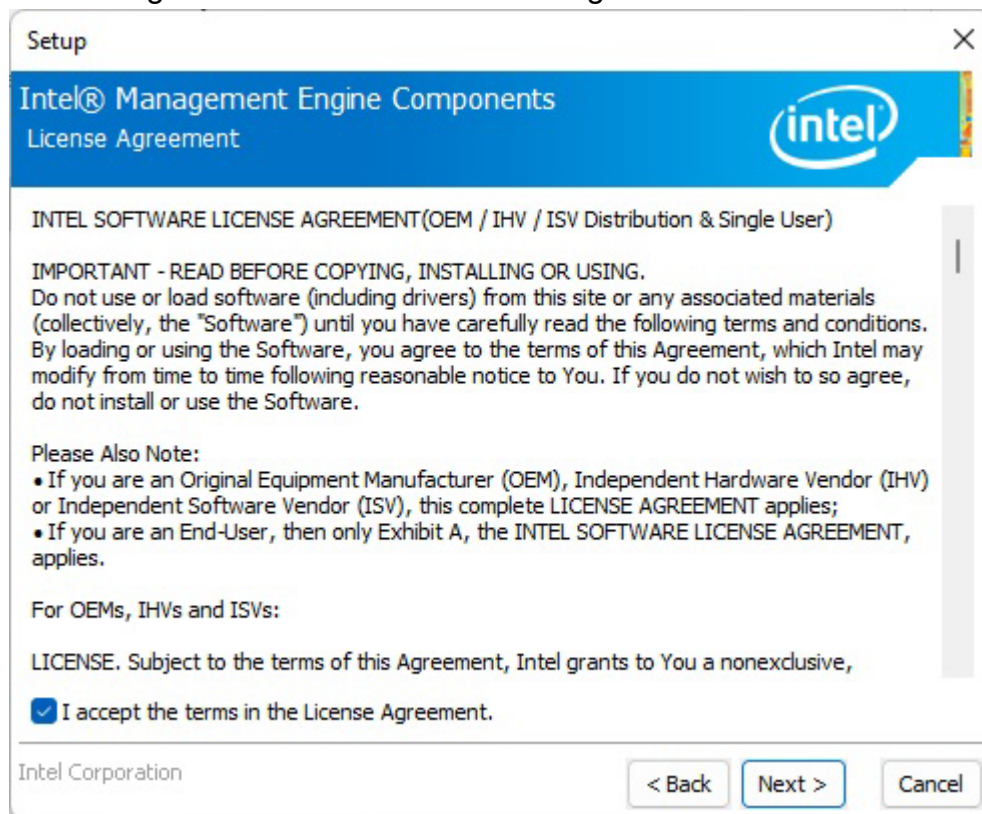 Setup
Intel® Management Engine Components
License Agreement
intel
INTEL SOFTWARE LICENSE AGREEMENT(OEM / IHV / ISV Distribution & Single User)
IMPORTANT - READ BEFORE COPYING, INSTALLING OR USING.
Do not use or load software (including drivers) from this site or any associated materials
(collectively, the "Software") until you have carefully read the following terms and conditions.
By loading or using the Software, you agree to the terms of this Agreement, which Intel may
modify from time to time following reasonable notice to You. If you do not wish to so agree,
do not install or use the Software.
Please Also Note:
• If you are an Original Equipment Manufacturer (OEM), Independent Hardware Vendor (IHV)
or Independent Software Vendor (ISV), this complete LICENSE AGREEMENT applies;
• If you are an End-User, then only Exhibit A, the INTEL SOFTWARE LICENSE AGREEMENT,
applies.
For OEMs, IHVs and ISVs:
LICENSE. Subject to the terms of this Agreement, Intel grants to You a nonexclusive,
I accept the terms in the License Agreement.
Intel Corporation
< Back Next > Cancel